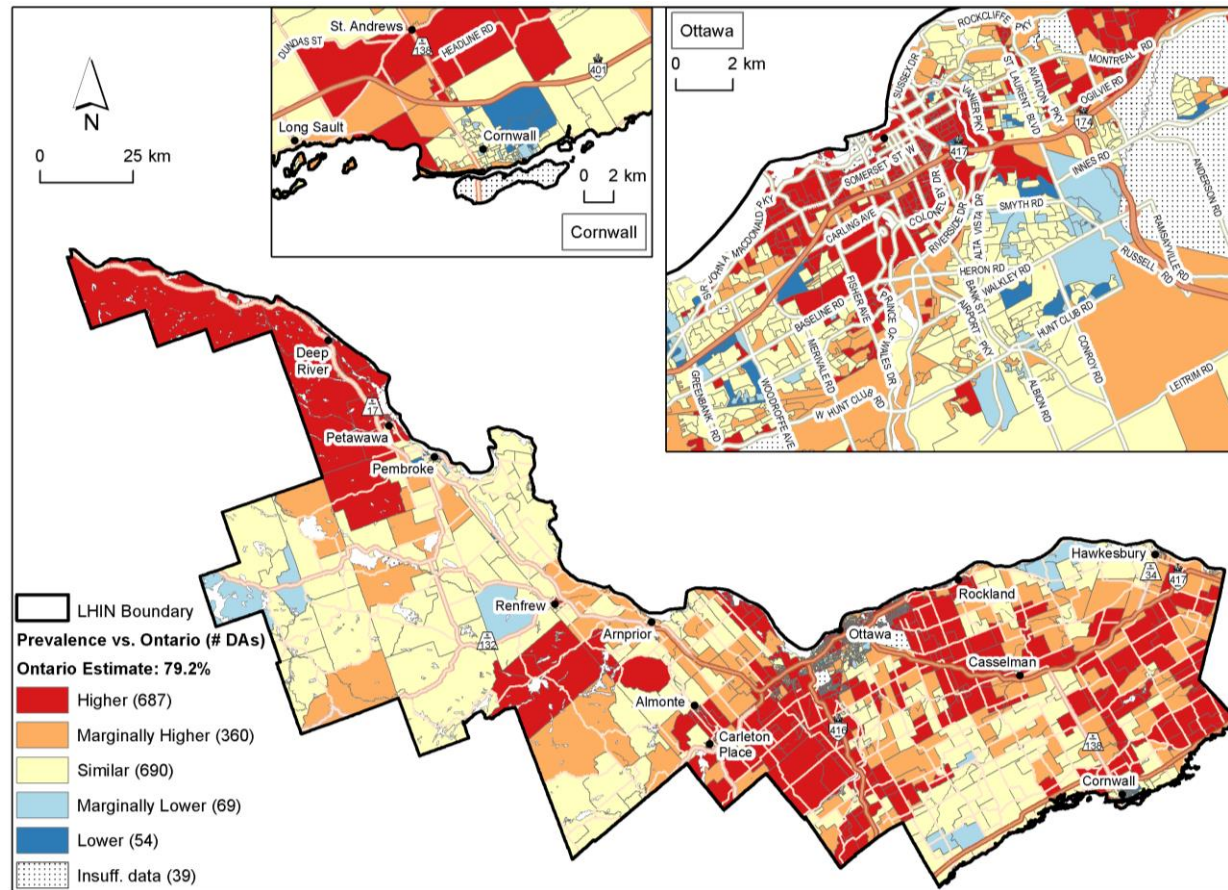 St. Andrews
DUNDAS ST
138
HEADLINE RD
401
Long Sault
Cornwall
0 2 km
Cornwall
N
0 25 km
Ottawa
0 2 km
ROCKCLIFFE PKY
SUSSEX DR
AVIATION PKY
ST. LAURENT BLVD
VANIER PKY
MONTREAL RD
OGILVIE RD
174
417
INNES RD
ANDERSON RD
SOMERSET ST W
COLONEL BY DR
SIR JOHN A MACDONALD PKY
CARLING AVE
RIVERSIDE DR
ALTA VISTA DR
SMYTH RD
RAMSAYVILLE RD
RUSSELL RD
HERON RD
WALKLEY RD
BASELINE RD
FISHER AVE
PRINCE OF WALES DR
BANK ST
AIRPORT PKY
HUNT CLUB RD
CONROY RD
MERIVALE RD
GREENBANK RD
WOODROFFE AVE
W HUNT CLUB RD
ALBION RD
LEITRIM RD
Deep
River
17
Petawawa
Pembroke
Renfrew
132
Arnprior
Almonte
Carleton
Place
Ottawa
416
Rockland
Hawkesbury
34
417
Casselman
138
Cornwall
LHIN Boundary
Prevalence vs. Ontario (# DAs)
Ontario Estimate: 79.2%
Higher (687)
Marginally Higher (360)
Similar (690)
Marginally Lower (69)
Lower (54)
Insuff. data (39)